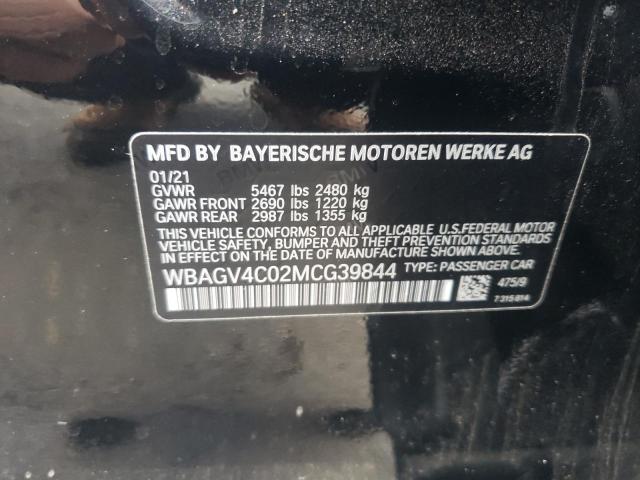 MFD BY BAYERISCHE MOTOREN WERKE AG
01/21
GVWR 5467 lbs 2480 kg
GAWR FRONT 2690 lbs 1220 kg
GAWR REAR 2987 lbs 1355 kg
THIS VEHICLE CONFORMS TO ALL APPLICABLE U.S.FEDERAL MOTOR
VEHICLE SAFETY, BUMPER AND THEFT PREVENTION STANDARDS
IN EFFECT ON THE DATE OF MANUFACTURE SHOWN ABOVE.
WBAGV4C02MCG39844 TYPE: PASSENGER CAR
475/9
7 315 614